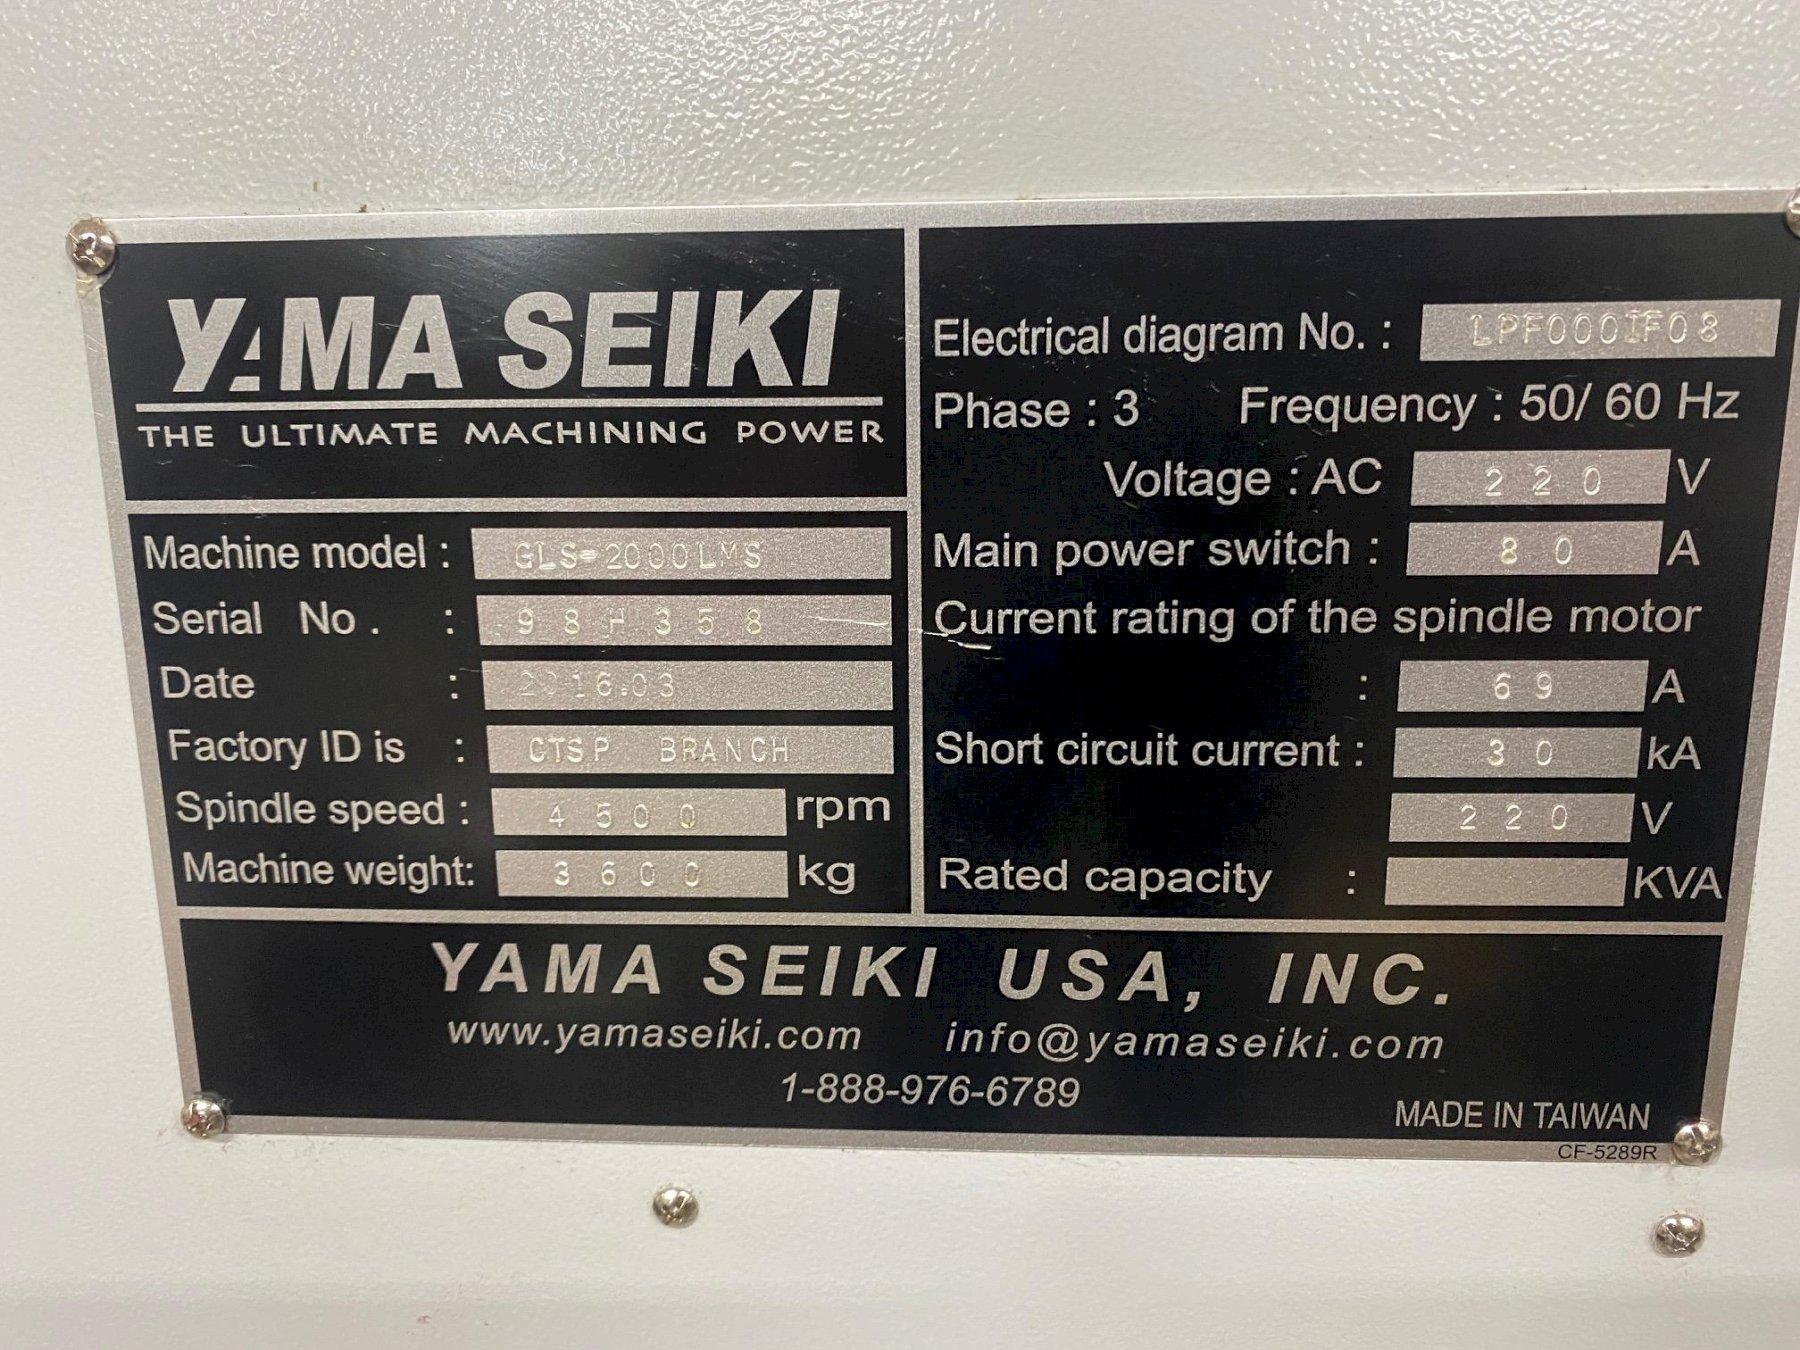 YAMA SEIKI
THE ULTIMATE MACHINING POWER
Machine model : GLS-2000LMS
Serial No. : 98H358
Date : 2016.03
Factory ID is : CTSP BRANCH
Spindle speed : 4500 rpm
Machine weight: 3600 kg
Electrical diagram No. : LPF000IF08
Phase : 3 Frequency : 50/ 60 Hz
Voltage : AC 220 V
Main power switch : 80 A
Current rating of the spindle motor
: 69 A
Short circuit current : 30 kA
220 V
Rated capacity : KVA
YAMA SEIKI USA, INC.
www.yamaseiki.com info@yamaseiki.com
1-888-976-6789
MADE IN TAIWAN
CF-5289R